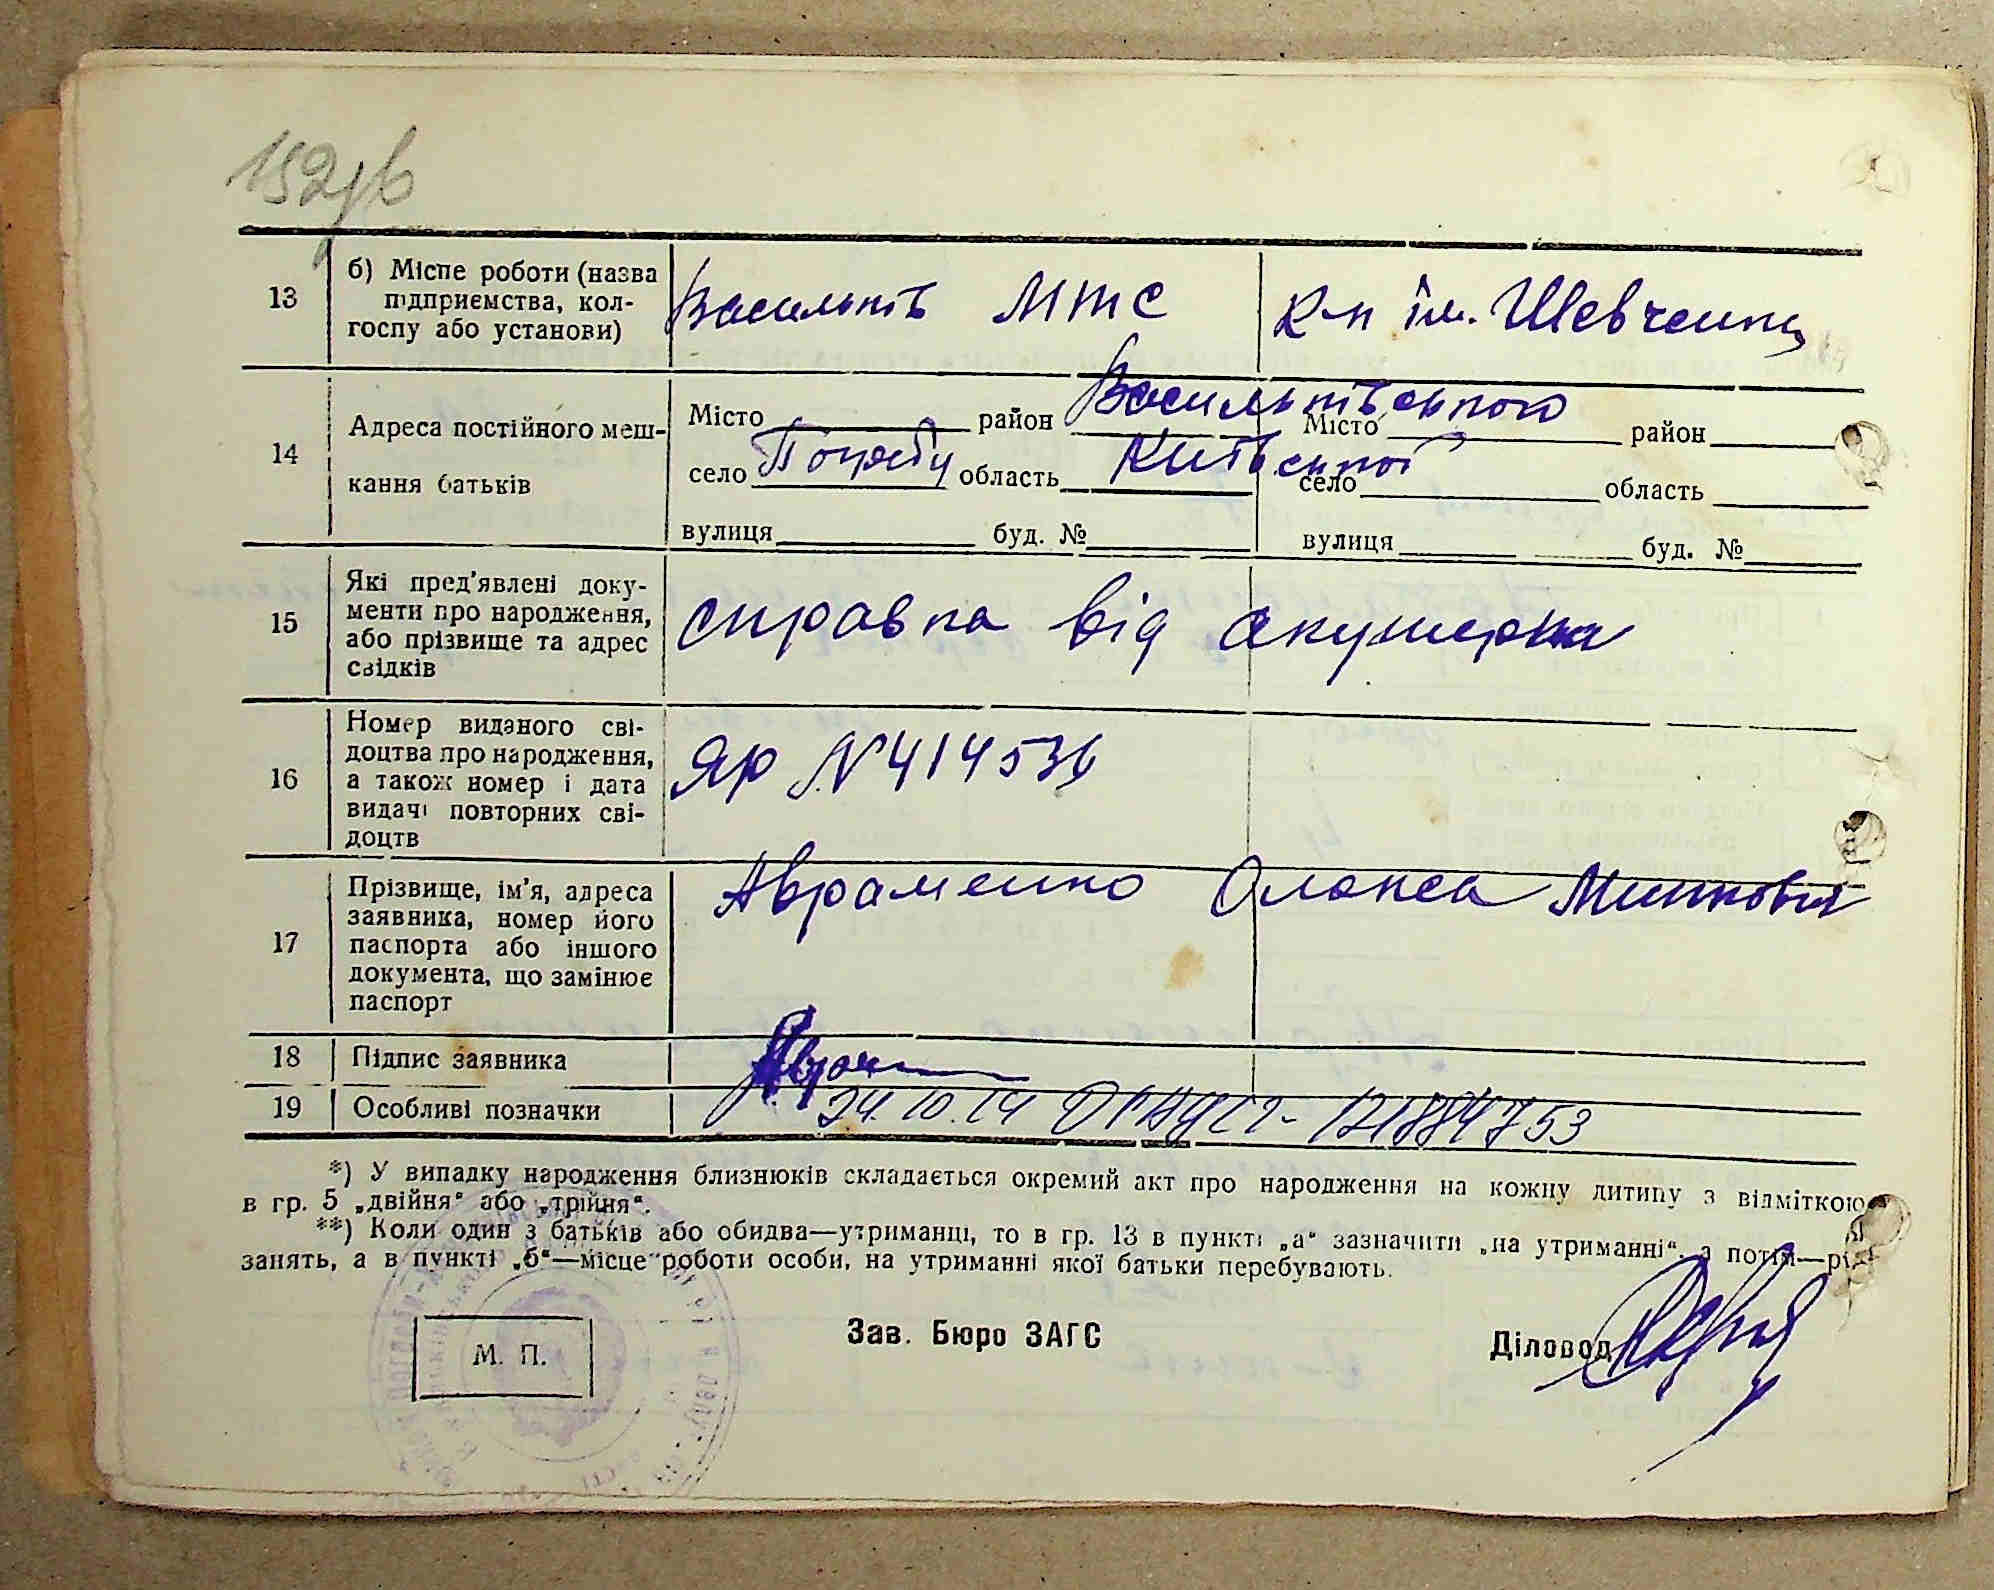 152зв
13 б) Місце роботи (назва
підприємства, кол-
госпу або установи)
Васильків МТС
к-п ім. Шевченка
14 Адреса постійного меш-
кання батьків
Місто район Васильківського
село Погреби область Київської
вулиця буд. №
Місто район
село область
вулиця буд. №
15 Які пред'явлені доку-
менти про народження,
або прізвище та адрес
свідків
справка від акушерки
16 Номер виданого сві-
доцтва про народження,
а також номер і дата
видачі повторних сві-
доцтв
ЯР № 414536
17 Прізвище, ім'я, адреса
заявника, номер його
паспорта або іншого
документа, що замінює
паспорт
Авраменко Олекса
18 Підпис заявника
19 Особливі позначки
24.10.14
*) У випадку народження близнюків складається окремий акт про народження на кожну дитину з відміткою
в гр. 5 „двійня" або „трійня".
**) Коли один з батьків або обидва—утриманці, то в гр. 13 в пункті „а" зазначити „на утриманні", а потім—рід
занять, а в пункті „б"—місце роботи особи, на утриманні якої батьки перебувають.
М. П.
Зав. Бюро ЗАГС
Діловод